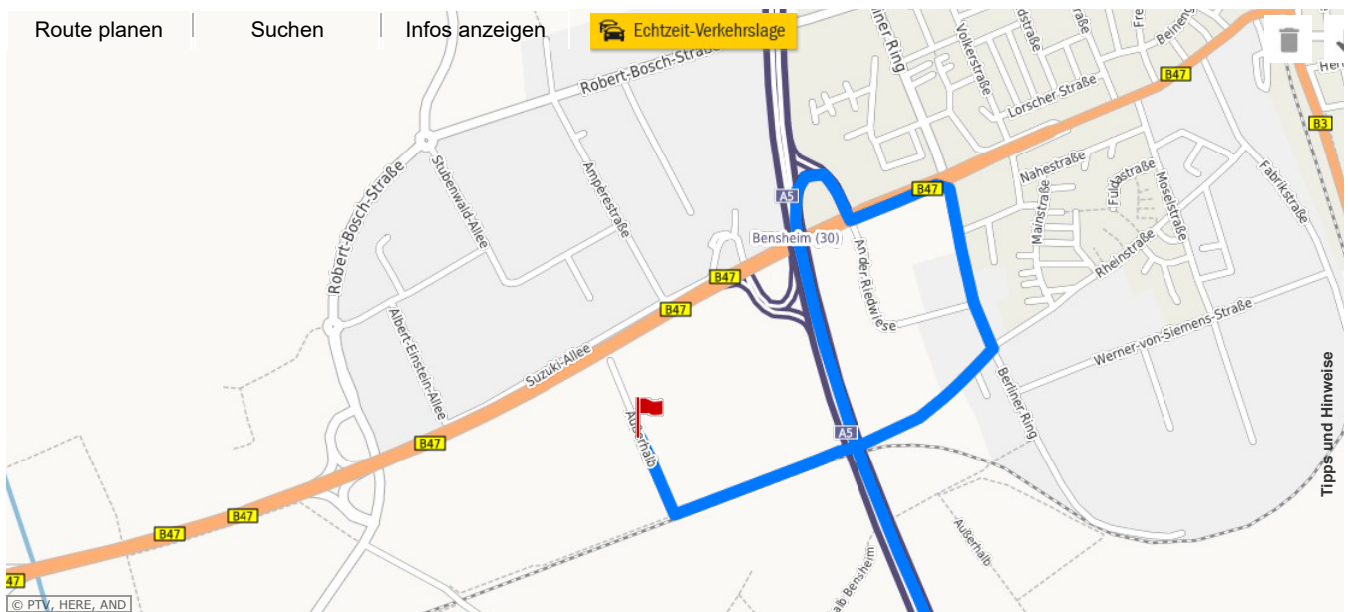 Route planen
Suchen
Infos anzeigen
Echtzeit-Verkehrslage
Robert-Bosch-Straße
Volkerstraße
Lorscher Straße
B47
B3
Robert-Bosch-Straße
Stubenwald-Allee
Amperestraße
A5
B47
Nahestraße
Fuldastraße
Moselstraße
Fabrikstraße
Mainstraße
Rheinstraße
Bensheim (30)
An der Riedwiese
B47
B47
Albert-Einstein-Allee
Suzuki-Allee
Werner-von-Siemens-Straße
Berliner Ring
Außerhalb
A5
B47
Tipps und Hinweise
B47
B47
Außerhalb
47
© PTV, HERE, AND